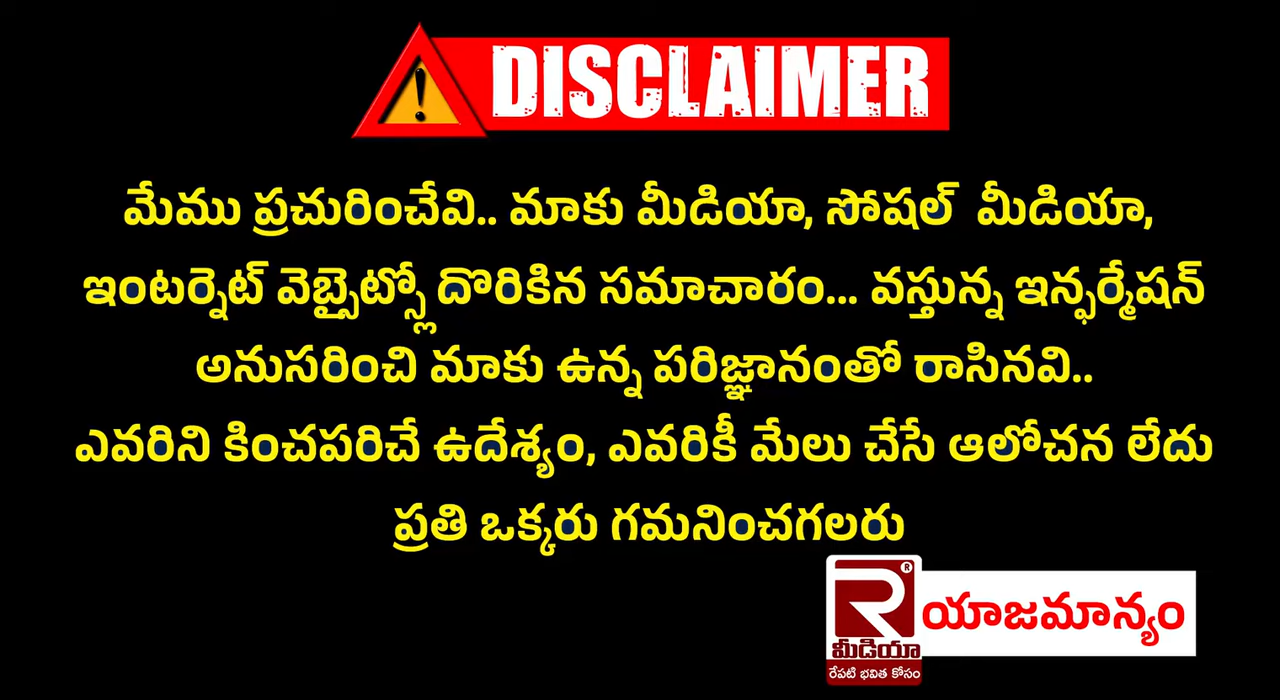 DISCLAIMER
మేము ప్రచురించేవి.. మాకు మీడియా, సోషల్ మీడియా,
ఇంటర్నెట్ వెబ్సైట్స్లో దొరికిన సమాచారం... వస్తున్న ఇన్ఫర్మేషన్
అనుసరించి మాకు ఉన్న పరిజ్ఞానంతో రాసినవి..
ఎవరిని కించపరిచే ఉదేశ్యం, ఎవరికీ మేలు చేసే ఆలోచన లేదు
ప్రతి ఒక్కరు గమనించగలరు
R ®
యాజమాన్యం
మీడియా
రేపటి భవిత కోసం